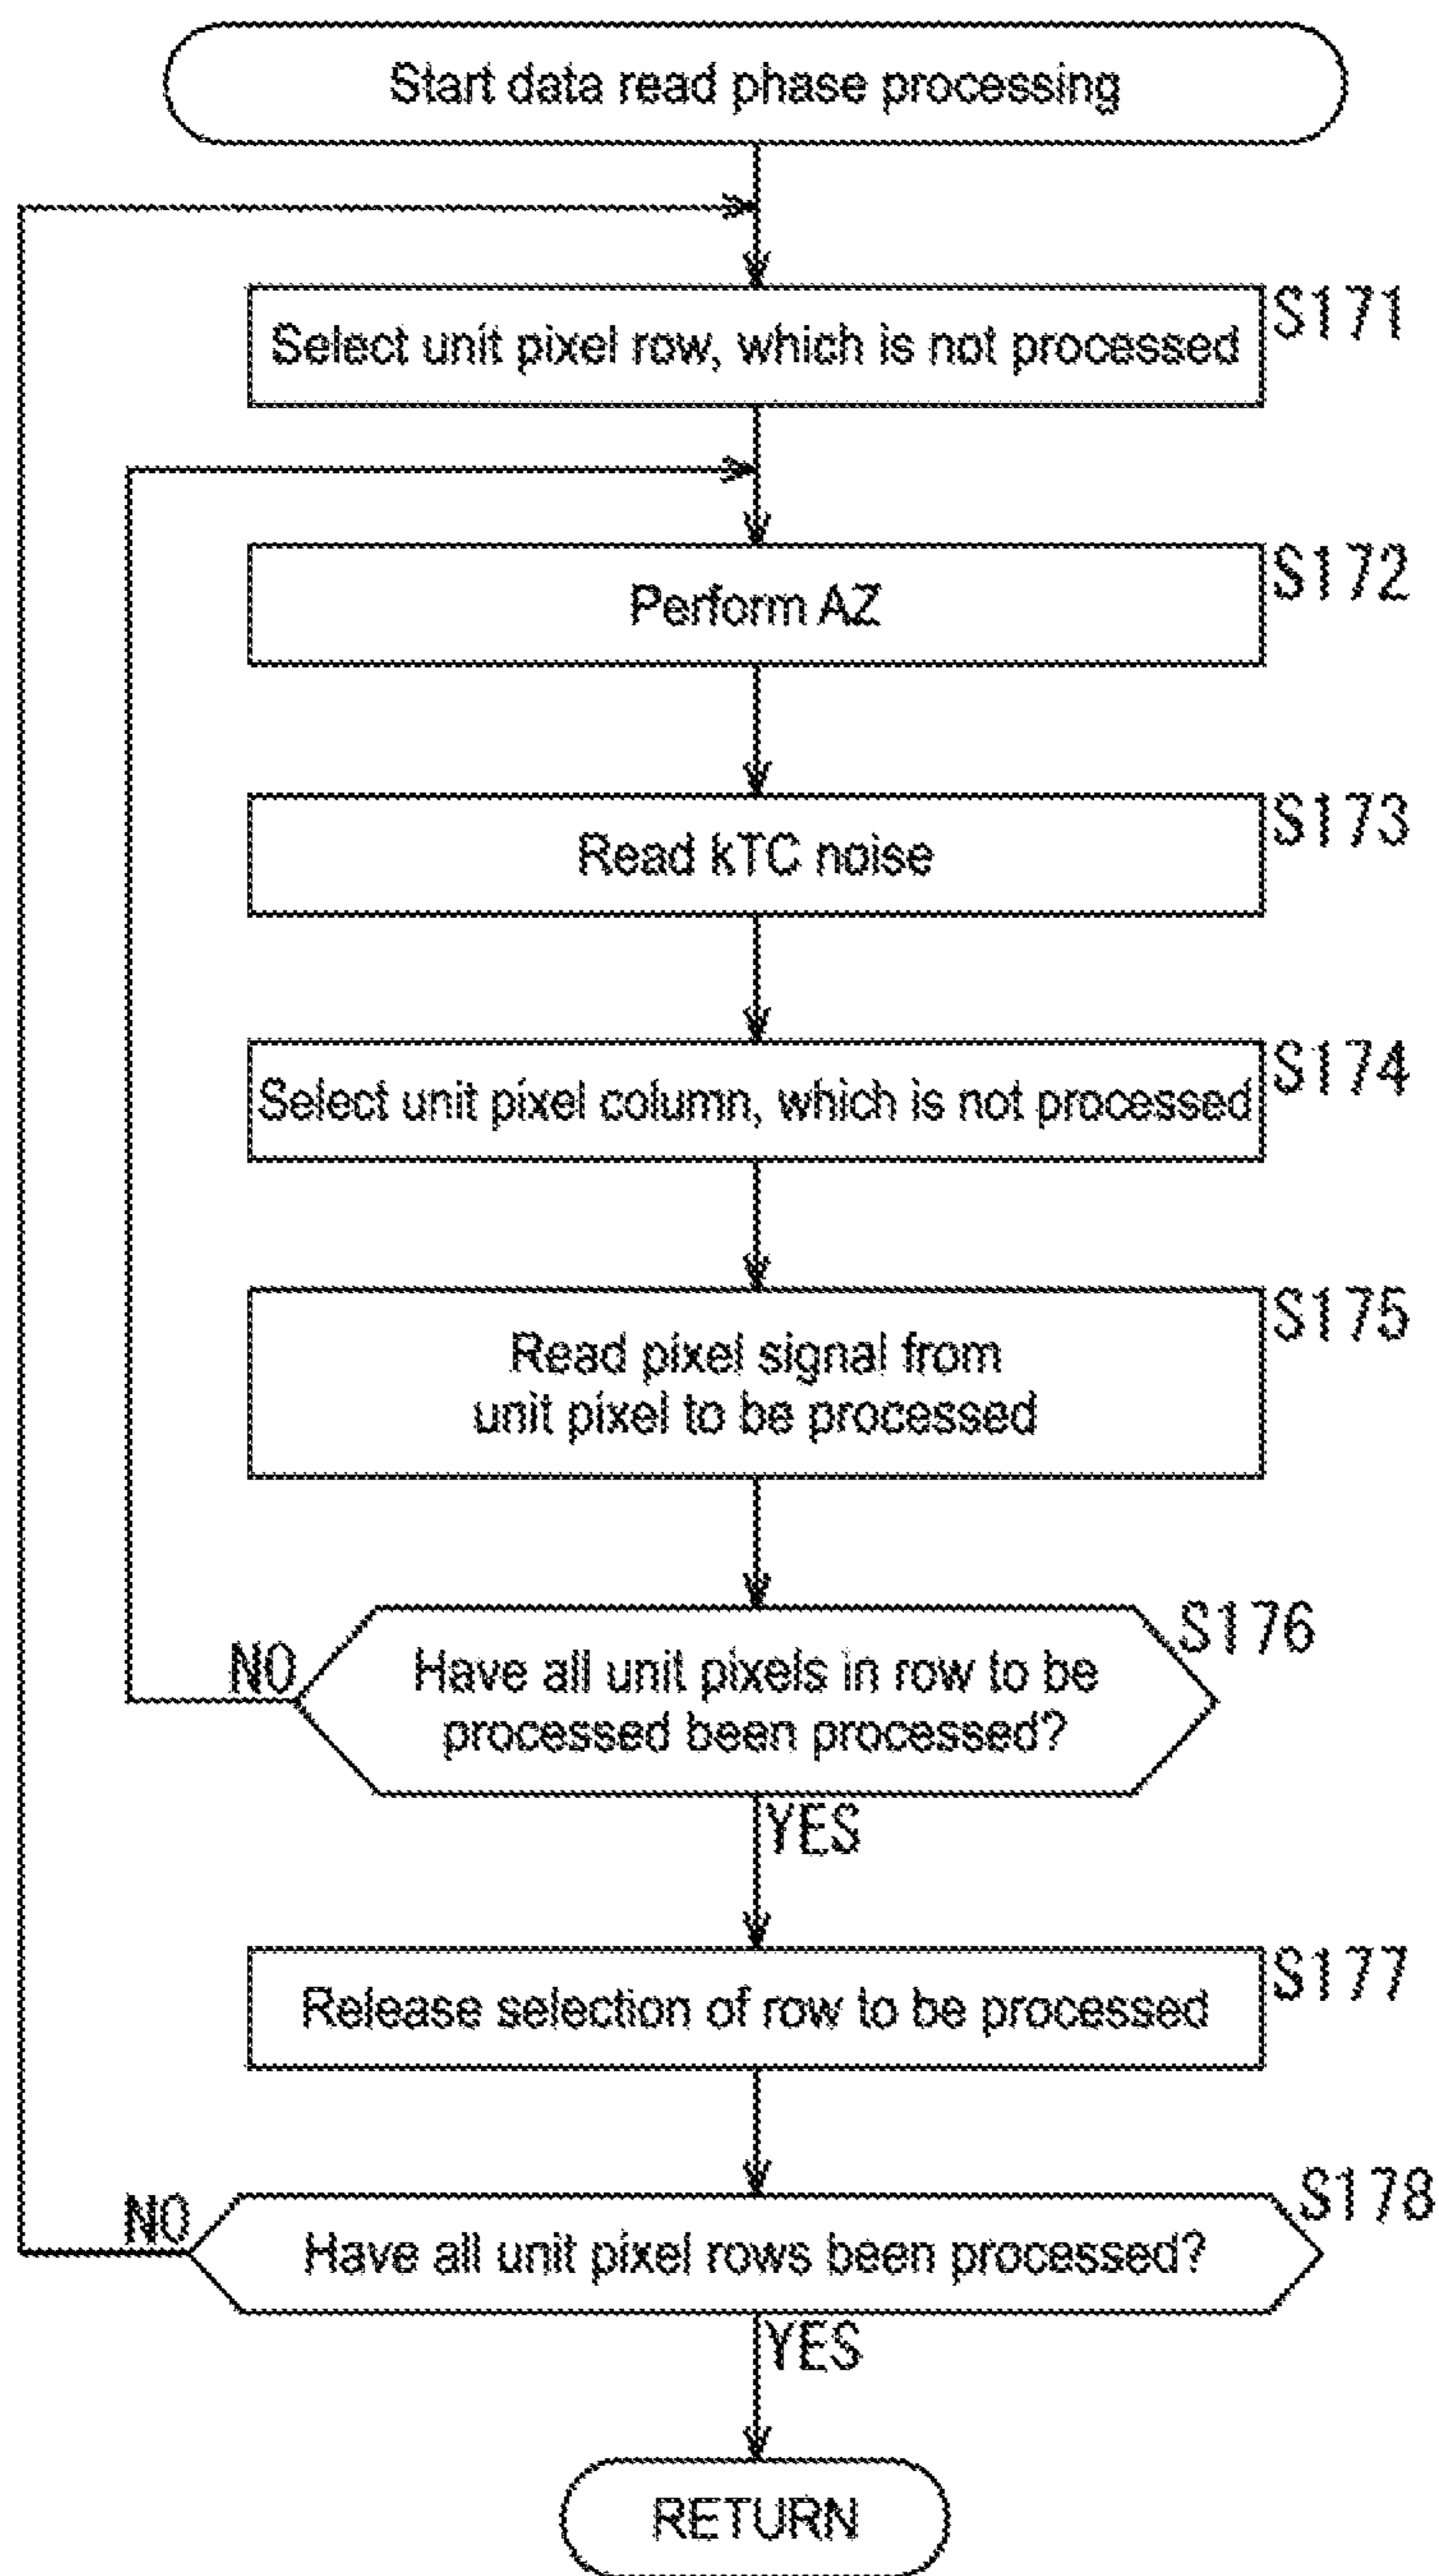 Start data read phase processing
Select unit pixel row, which is not processed
S171
Perform AZ
S172
Read kTC noise
S173
Select unit pixel column, which is not processed
S174
Read pixel signal from
unit pixel to be processed
S175
Have all unit pixels in row to be
processed been processed?
S176
NO
YES
Release selection of row to be processed
S177
Have all unit pixel rows been processed?
S178
NO
YES
RETURN